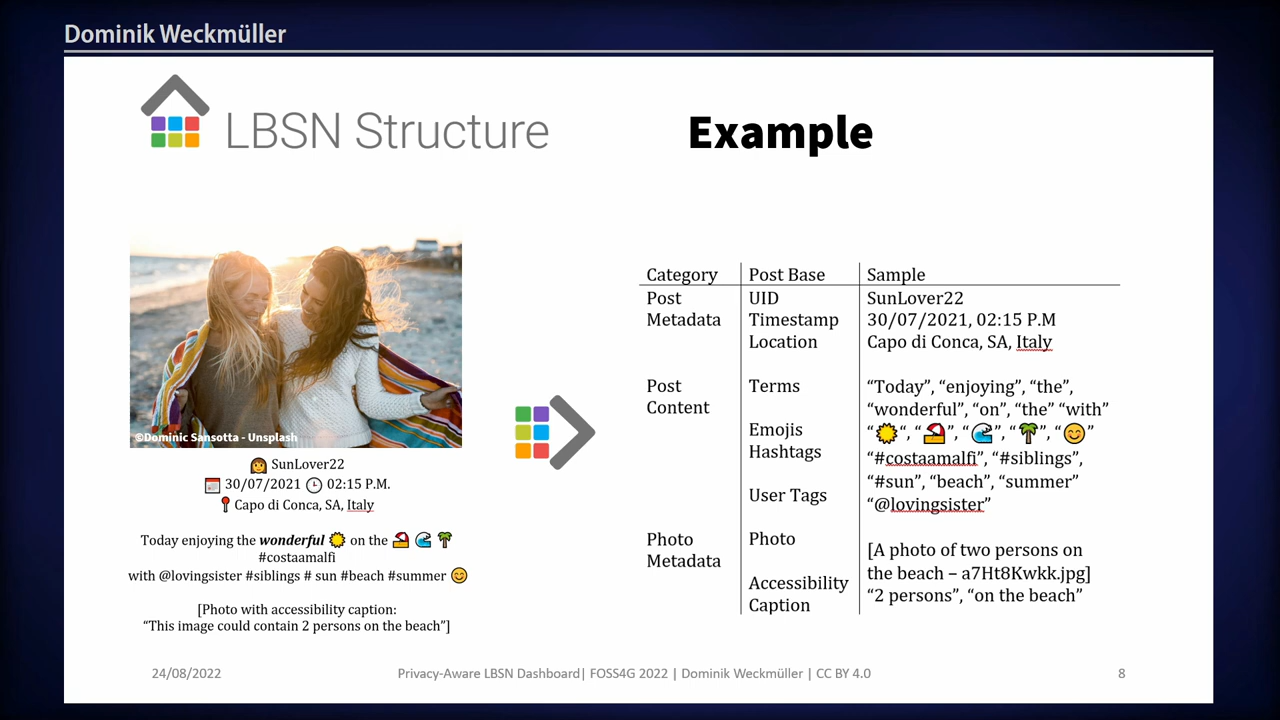 Dominik Weckmüller
LBSN Structure
Example
©Dominic Sansotta - Unsplash
👩 SunLover22
📅 30/07/2021 🕒 02:15 P.M.
📍 Capo di Conca, SA, Italy
Today enjoying the wonderful ☀️ on the 🏖️ 🌊 🌴
#costaamalfi
with @lovingsister #siblings # sun #beach #summer 😊
[Photo with accessibility caption:
“This image could contain 2 persons on the beach”]
Category Post Base Sample
Post UID SunLover22
Metadata Timestamp 30/07/2021, 02:15 P.M
Location Capo di Conca, SA, Italy
Post Terms “Today”, “enjoying”, “the”,
Content “wonderful”, “on”, “the” “with”
Emojis “☀️“, “🏖️”, “🌊”, “🌴”, “😊”
Hashtags “#costaamalfi”, “#siblings”,
“#sun”, “beach”, “summer”
User Tags “@lovingsister”
Photo Photo [A photo of two persons on
Metadata the beach – a7Ht8Kwkk.jpg]
Accessibility “2 persons”, “on the beach”
Caption
24/08/2022 Privacy-Aware LBSN Dashboard| FOSS4G 2022 | Dominik Weckmüller | CC BY 4.0 8